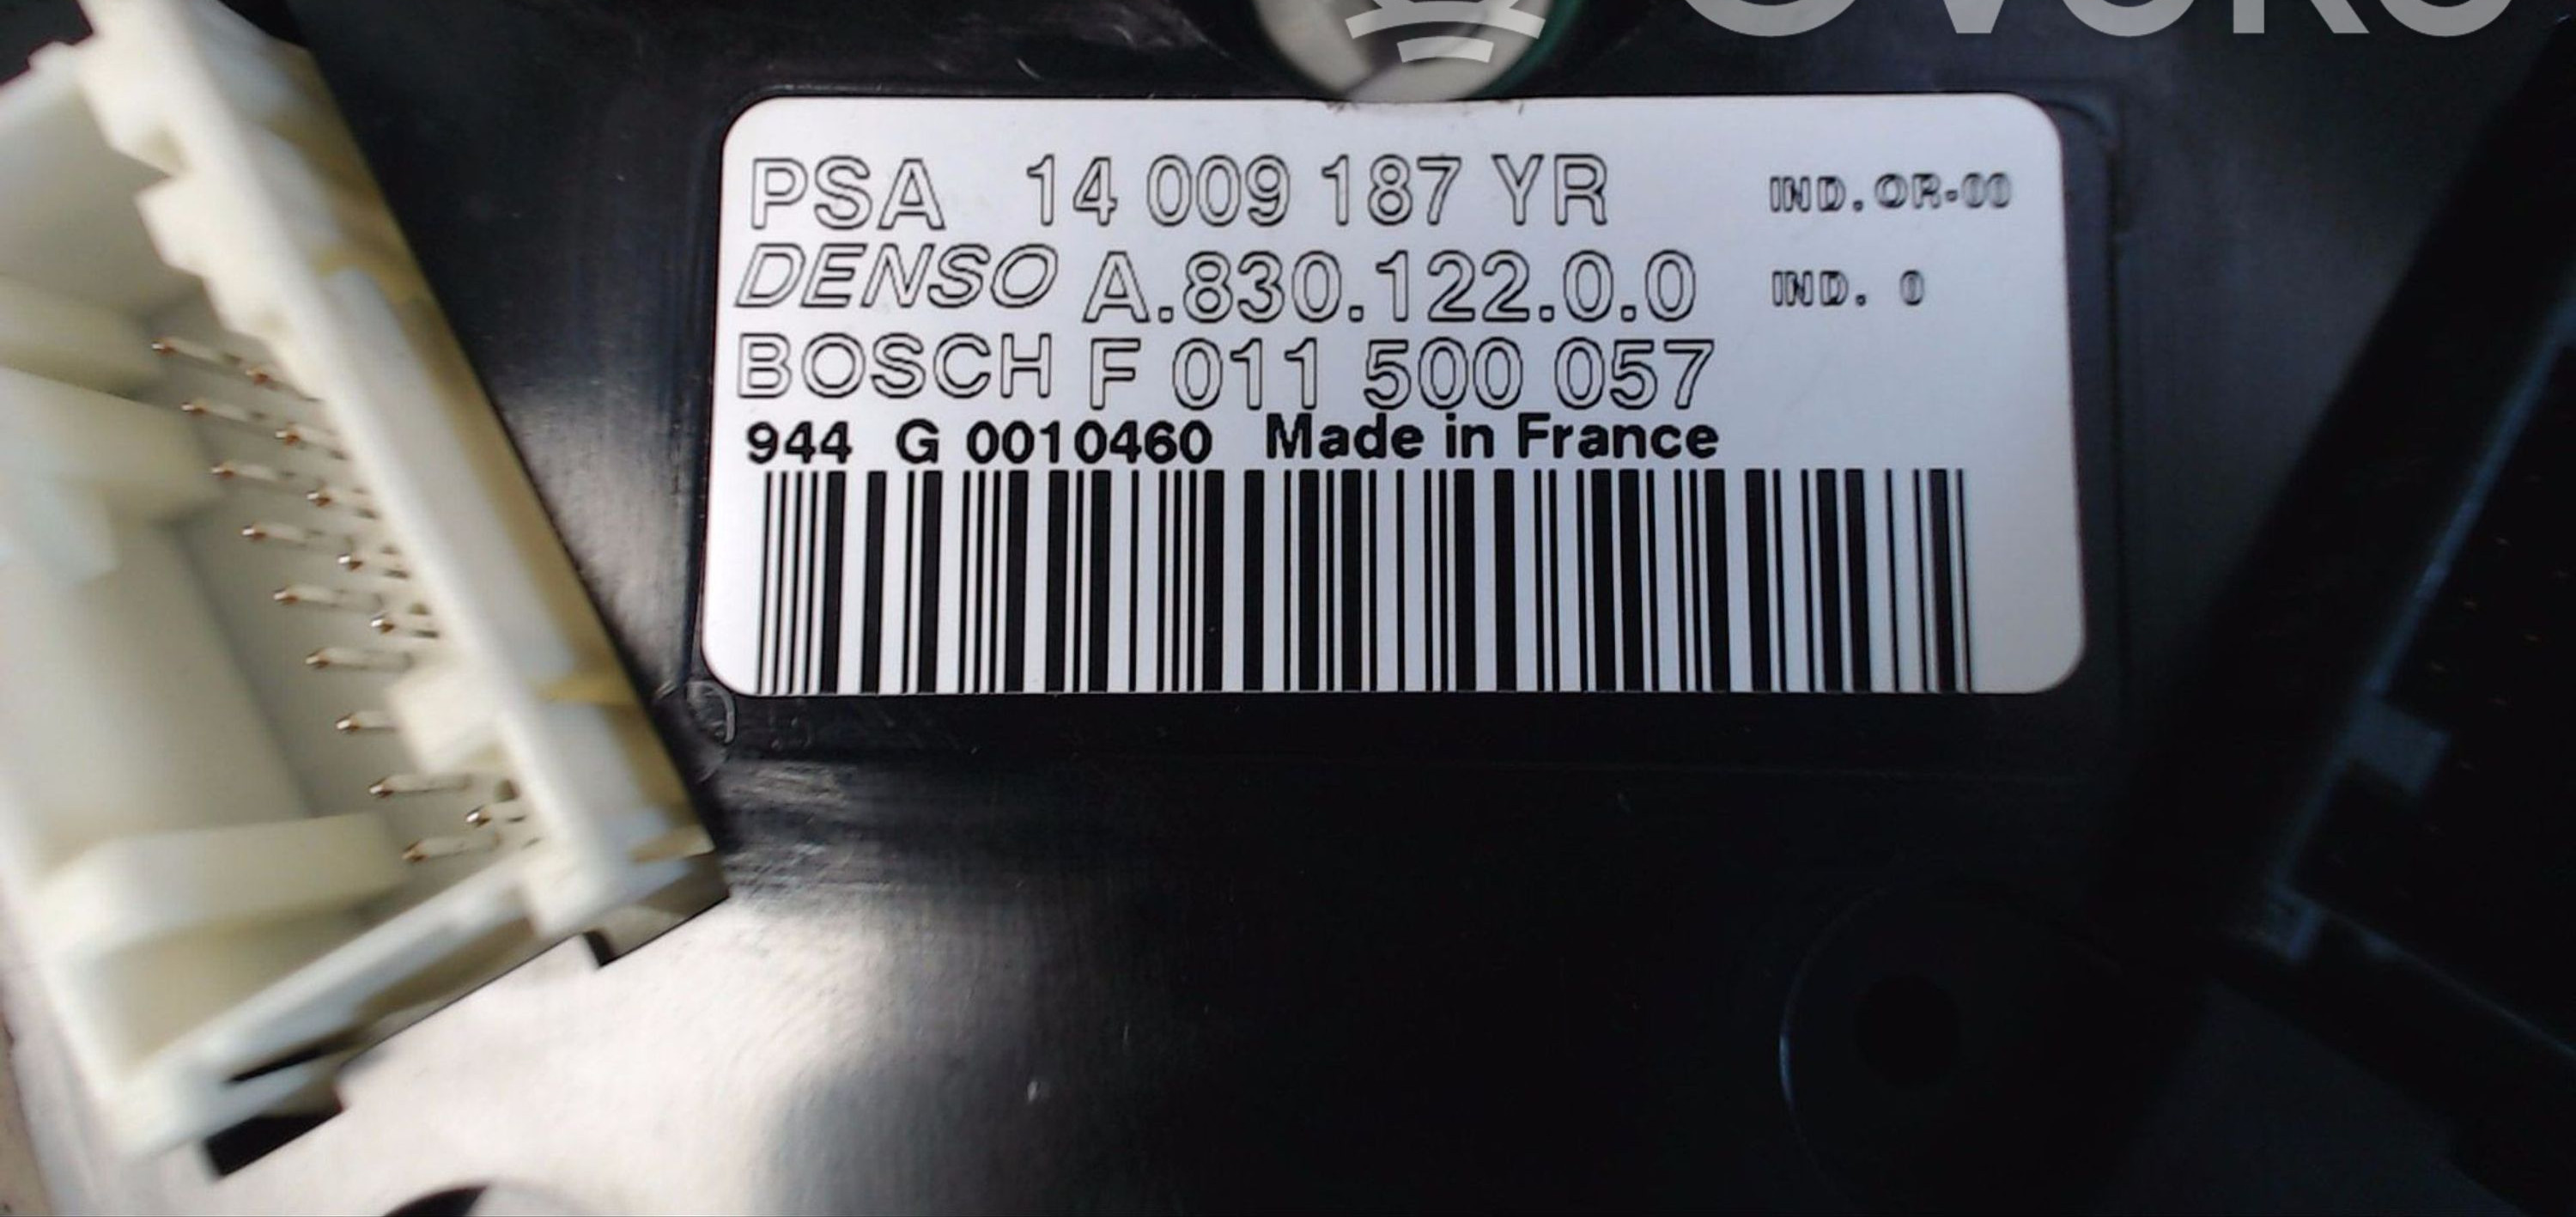 PSA 14 009 187 YR IND.OR-00
DENSO A.830.122.0.0 IND. 0
BOSCH F 011 500 057
944 G 0010460 Made in France